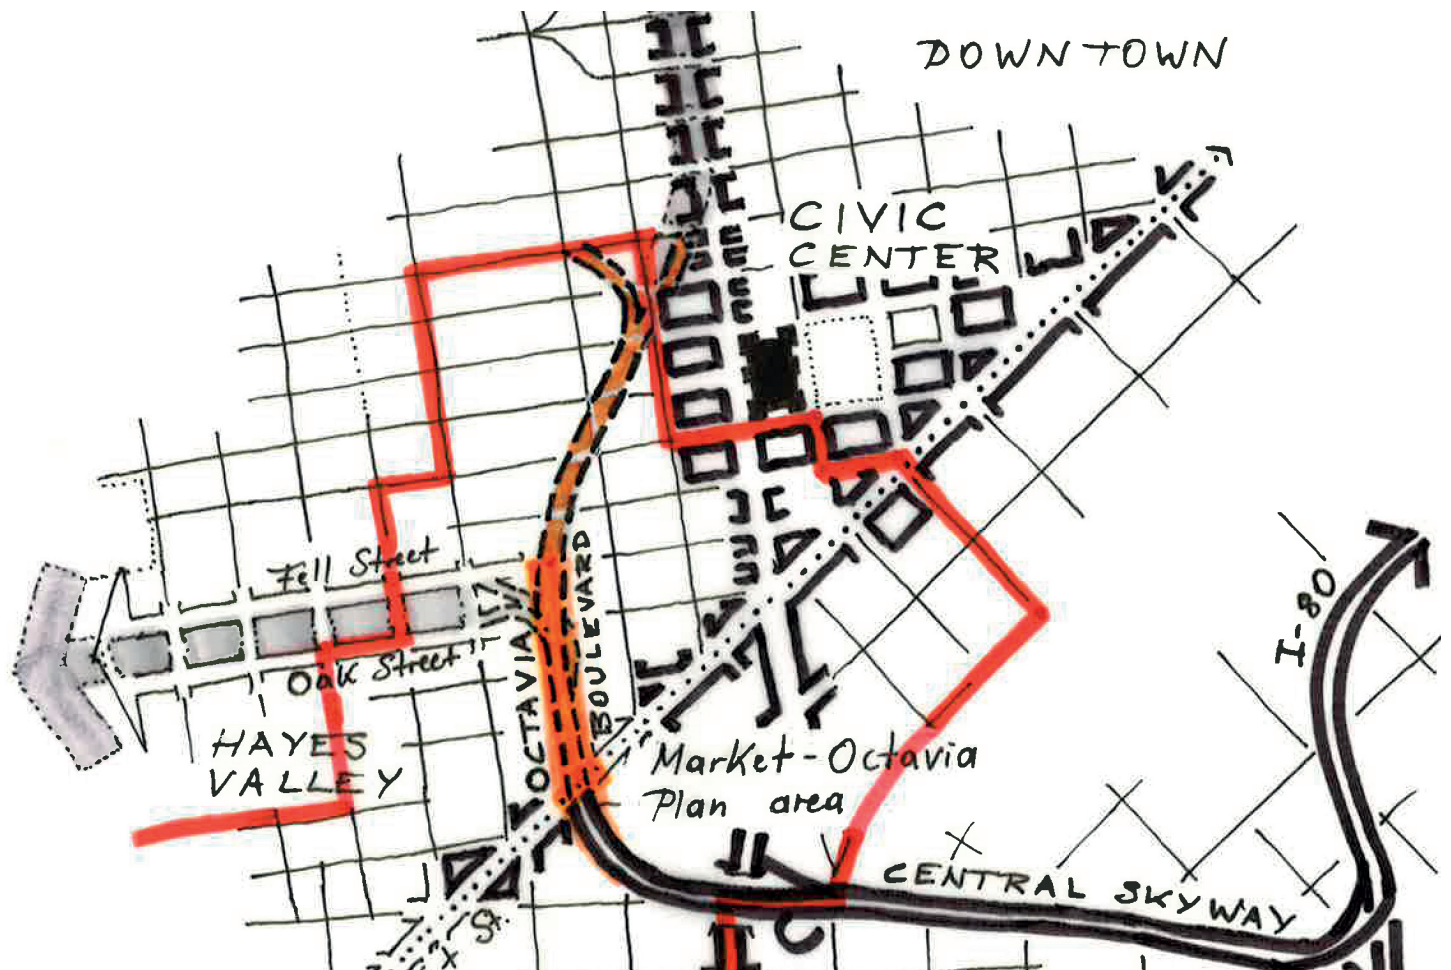 DOWNTOWN
CIVIC
CENTER
Fell Street
Oak Street
OCTAVIA
BOULEVARD
I-80
HAYES
VALLEY
Market-Octavia
Plan area
CENTRAL SKYWAY
St.